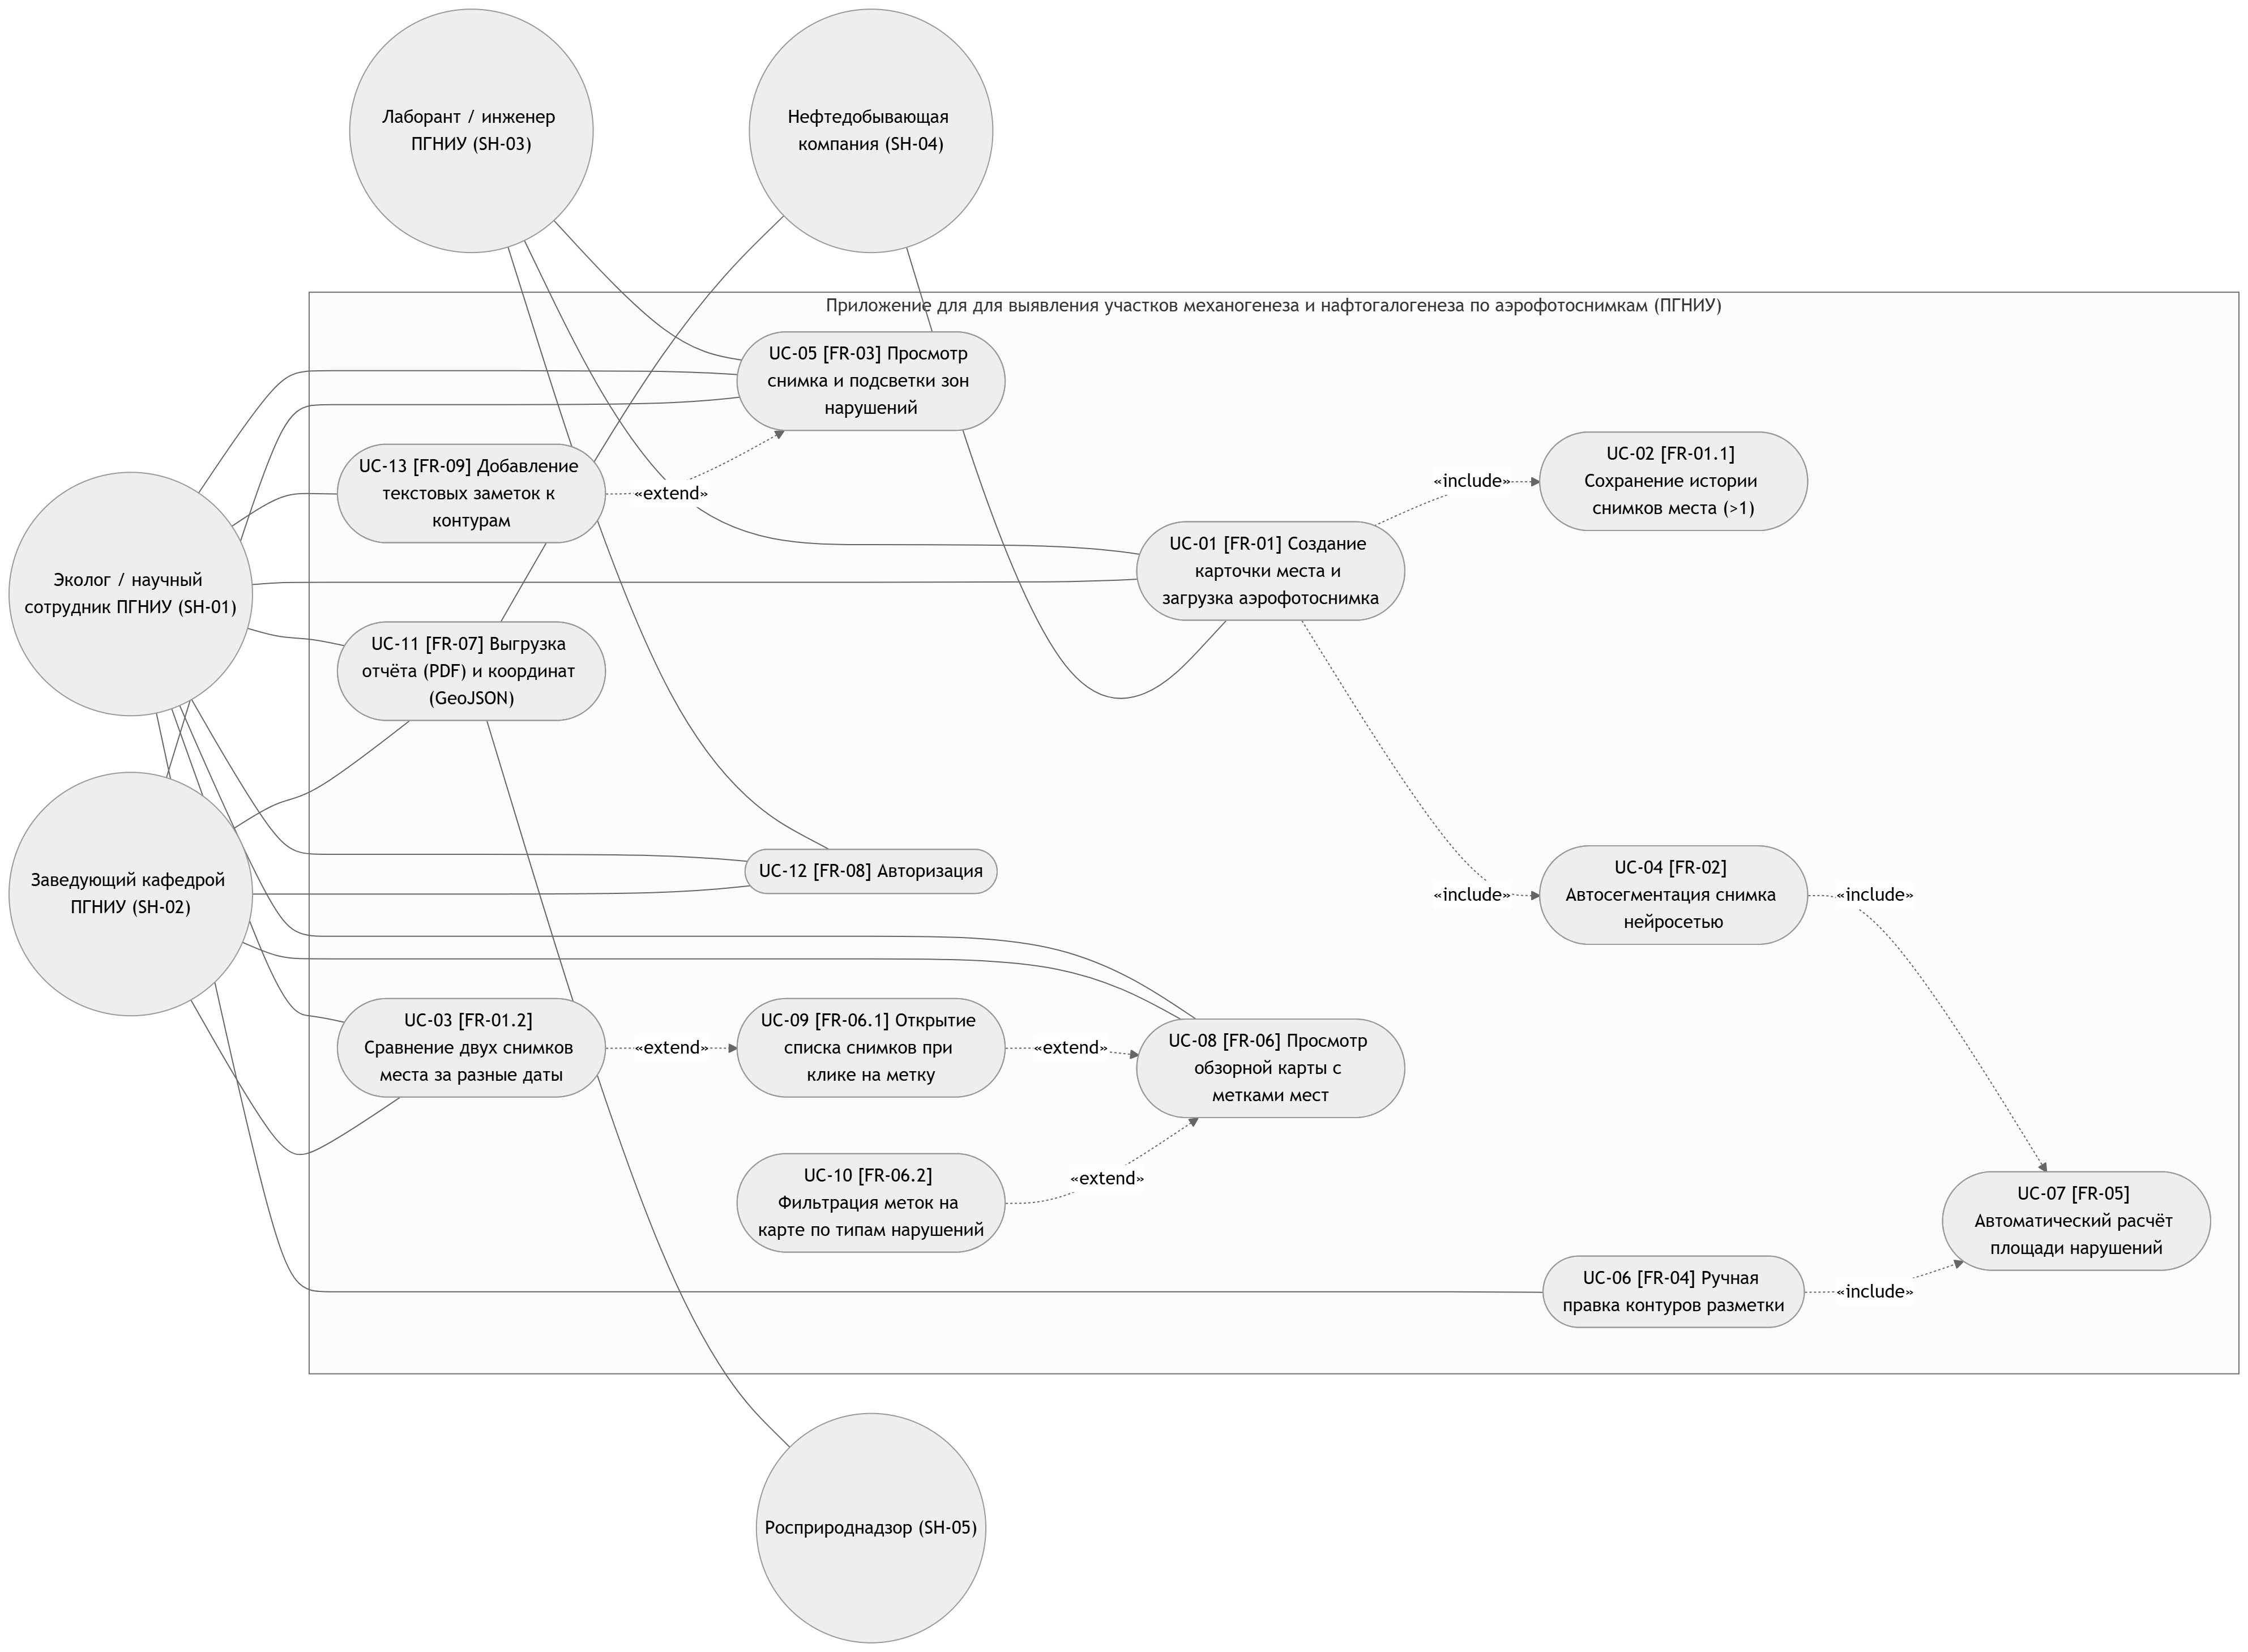 Лаборант / инженер
ПГНИУ (SH-03)
Нефтедобывающая
компания (SH-04)
Приложение для для выявления участков механогенеза и нафтогалогенеза по аэрофотоснимкам (ПГНИУ)
UC-05 [FR-03] Просмотр
снимка и подсветки зон
нарушений
UC-13 [FR-09] Добавление
текстовых заметок к
контурам
«extend»
UC-02 [FR-01.1]
Сохранение истории
снимков места (>1)
«include»
UC-01 [FR-01] Создание
карточки места и
загрузка аэрофотоснимка
Эколог / научный
сотрудник ПГНИУ (SH-01)
UC-11 [FR-07] Выгрузка
отчёта (PDF) и координат
(GeoJSON)
Заведующий кафедрой
ПГНИУ (SH-02)
UC-12 [FR-08] Авторизация
«include»
UC-04 [FR-02]
Автосегментация снимка
нейросетью
«include»
UC-03 [FR-01.2]
Сравнение двух снимков
места за разные даты
«extend»
UC-09 [FR-06.1] Открытие
списка снимков при
клике на метку
«extend»
UC-08 [FR-06] Просмотр
обзорной карты с
метками мест
UC-10 [FR-06.2]
Фильтрация меток на
карте по типам нарушений
«extend»
UC-07 [FR-05]
Автоматический расчёт
площади нарушений
UC-06 [FR-04] Ручная
правка контуров разметки
«include»
Росприроднадзор (SH-05)